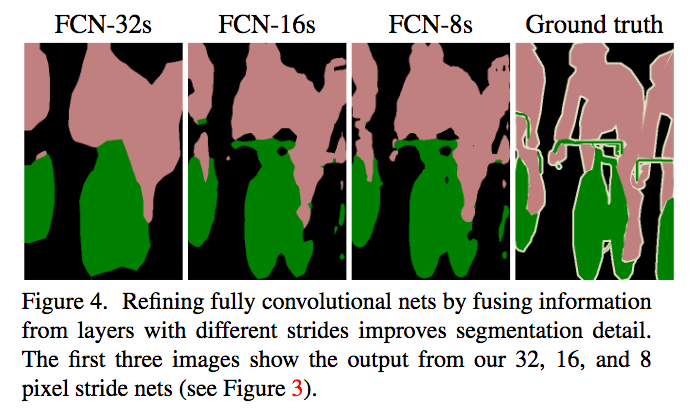 FCN-32s FCN-16s FCN-8s Ground truth
Figure 4. Refining fully convolutional nets by fusing information
from layers with different strides improves segmentation detail.
The first three images show the output from our 32, 16, and 8
pixel stride nets (see Figure 3).